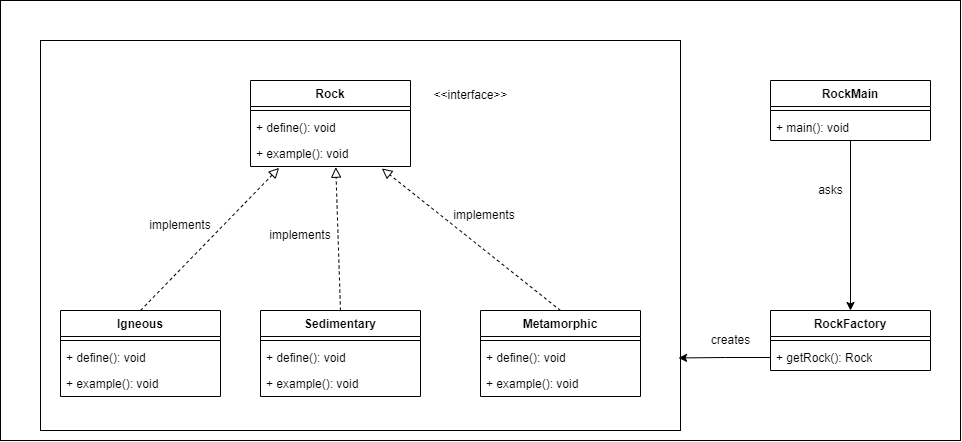 Rock
<<interface>>
+ define(): void
+ example(): void
RockMain
+ main(): void
implements
implements
implements
asks
Igneous
+ define(): void
+ example(): void
Sedimentary
+ define(): void
+ example(): void
Metamorphic
+ define(): void
+ example(): void
creates
RockFactory
+ getRock(): Rock